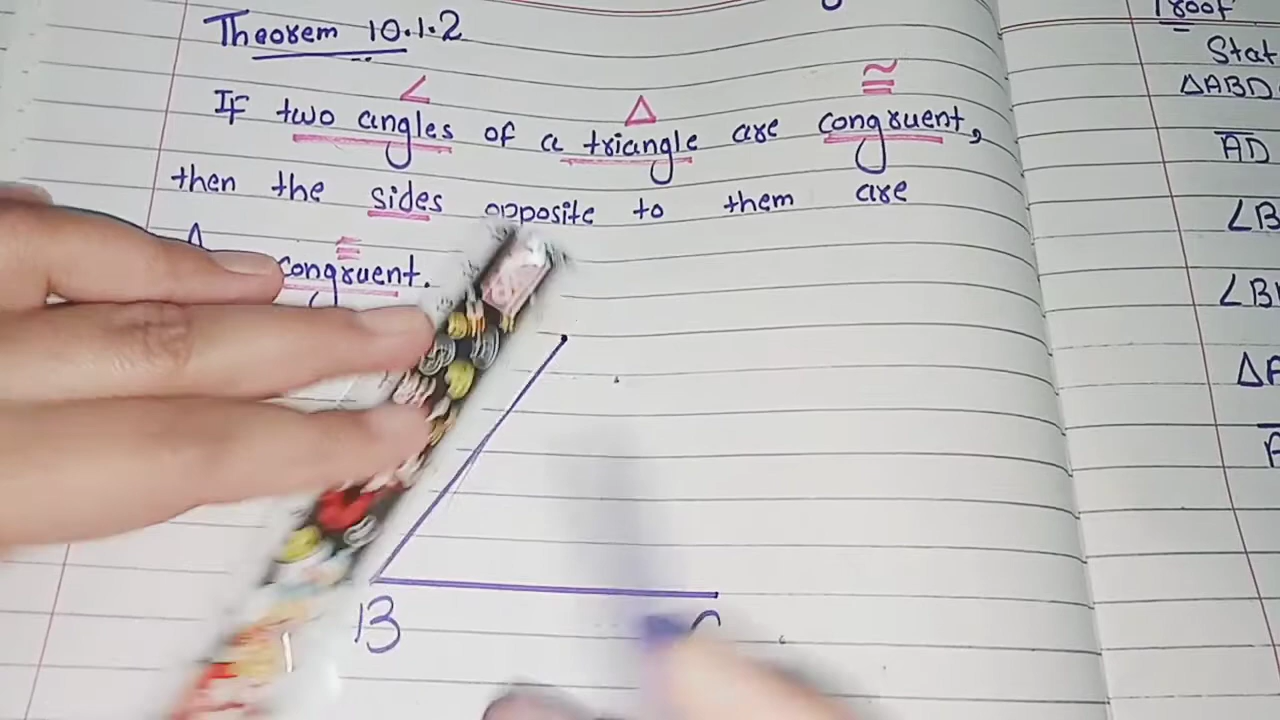 Theorem 10.1.2
∠ △ ≅
If two angles of a triangle are congruent,
then the sides opposite to them are
≅
congruent.
B
Stat
△ABD
AD
∠B